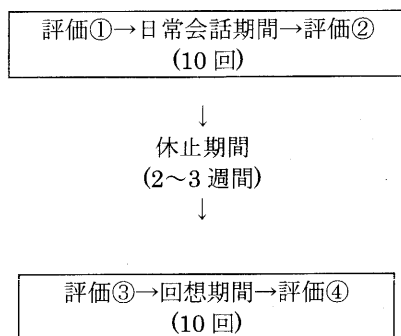 評価①→日常会話期間→評価②
(10 回)
↓
休止期間
(2～3 週間)
↓
評価③→回想期間→評価④
(10 回)